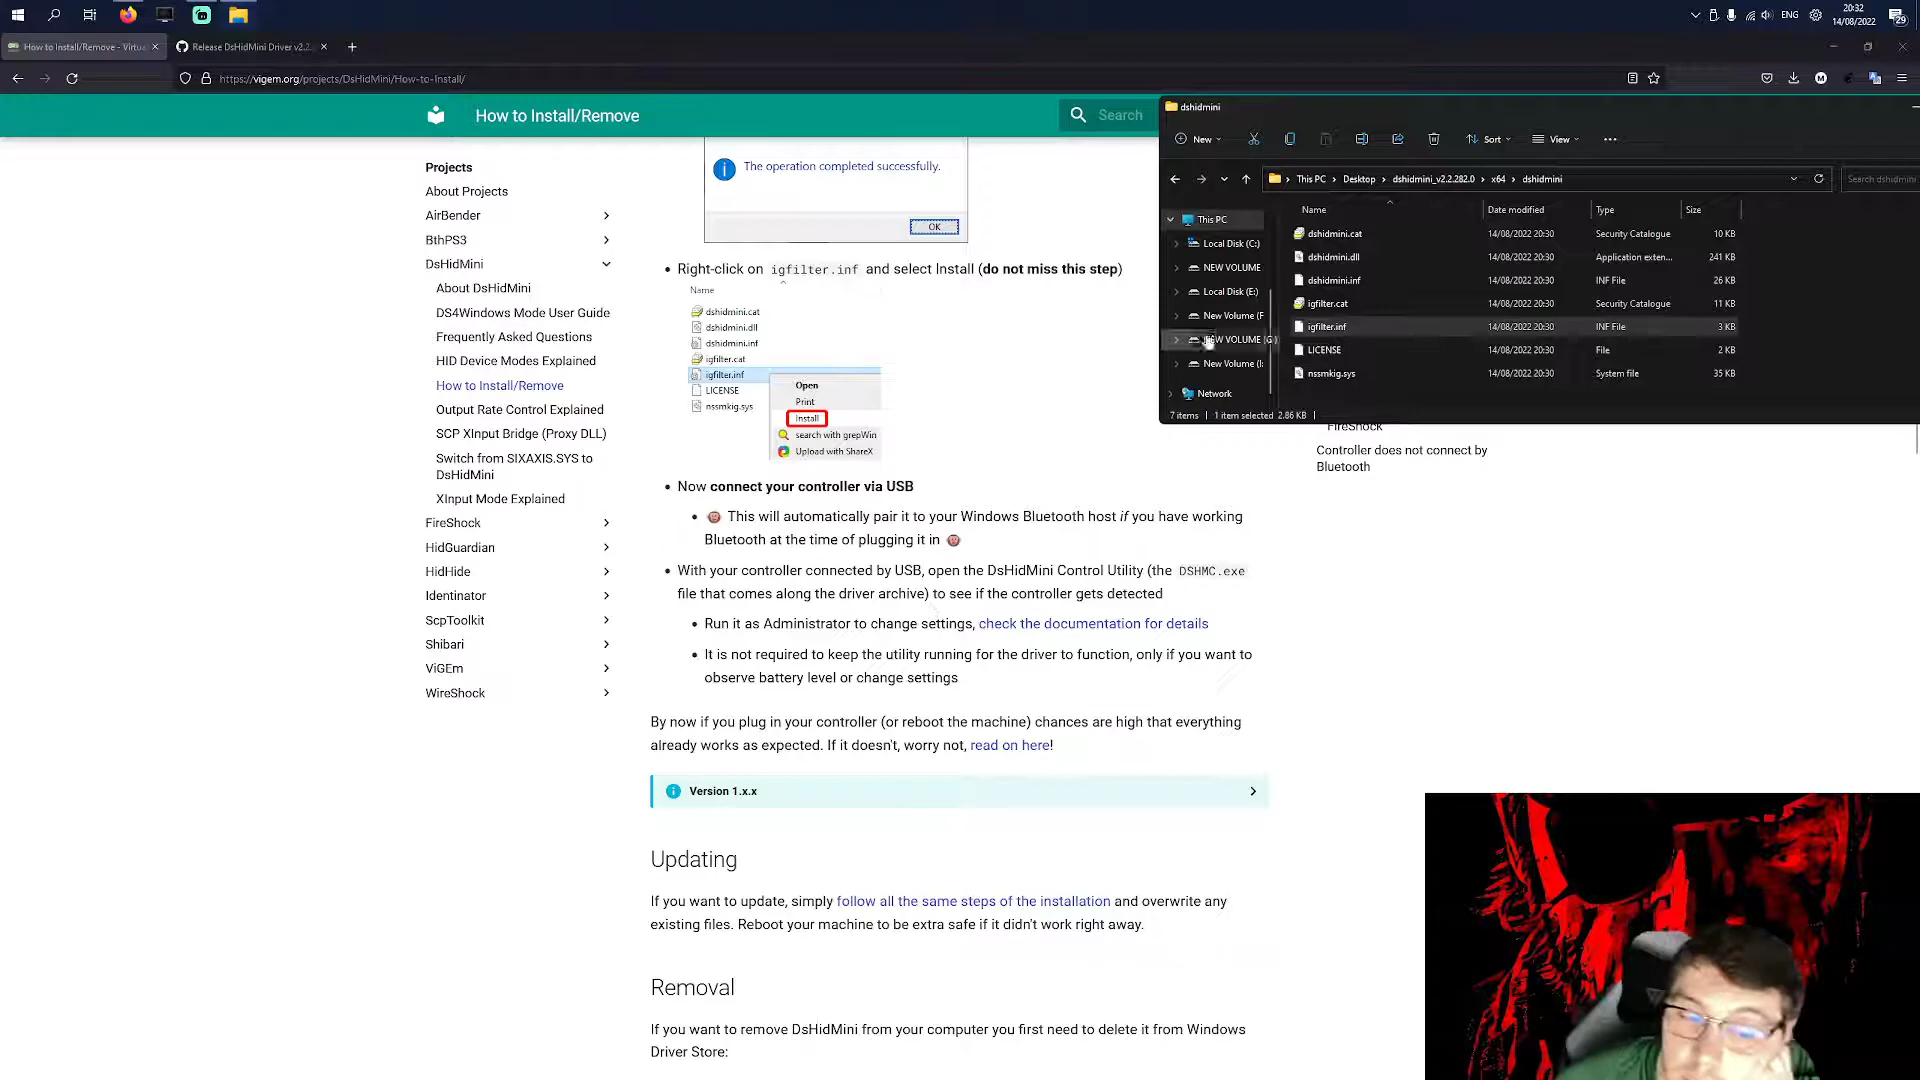 ENG
20:32
14/08/2022
29
How to Install/Remove - Virtua
Release DsHidMini Driver v2.2.
https://vigem.org/projects/DsHidMini/How-to-Install/
How to Install/Remove
Search
Projects
About Projects
AirBender
BthPS3
DsHidMini
About DsHidMini
DS4Windows Mode User Guide
Frequently Asked Questions
HID Device Modes Explained
How to Install/Remove
Output Rate Control Explained
SCP XInput Bridge (Proxy DLL)
Switch from SIXAXIS.SYS to
DsHidMini
XInput Mode Explained
FireShock
HidGuardian
HidHide
Identinator
ScpToolkit
Shibari
ViGEm
WireShock
The operation completed successfully.
OK
Right-click on igfilter.inf and select Install (do not miss this step)
Name
dshidmini.cat
dshidmini.dll
dshidmini.inf
igfilter.cat
igfilter.inf
LICENSE
nssmkig.sys
Open
Print
Install
search with grepWin
Upload with ShareX
Now connect your controller via USB
This will automatically pair it to your Windows Bluetooth host if you have working
Bluetooth at the time of plugging it in
With your controller connected by USB, open the DsHidMini Control Utility (the DSHMC.exe
file that comes along the driver archive) to see if the controller gets detected
Run it as Administrator to change settings, check the documentation for details
It is not required to keep the utility running for the driver to function, only if you want to
observe battery level or change settings
By now if you plug in your controller (or reboot the machine) chances are high that everything
already works as expected. If it doesn't, worry not, read on here!
Version 1.x.x
Updating
If you want to update, simply follow all the same steps of the installation and overwrite any
existing files. Reboot your machine to be extra safe if it didn't work right away.
Removal
If you want to remove DsHidMini from your computer you first need to delete it from Windows
Driver Store:
dshidmini
New
Sort
View
This PC > Desktop > dshidmini_v2.2.282.0 > x64 > dshidmini
Search dshidmini
This PC
Local Disk (C:)
NEW VOLUME
Local Disk (E:)
New Volume (F
NEW VOLUME (G:)
New Volume (I:
Network
Name Date modified Type Size
dshidmini.cat 14/08/2022 20:30 Security Catalogue 10 KB
dshidmini.dll 14/08/2022 20:30 Application exten... 241 KB
dshidmini.inf 14/08/2022 20:30 INF File 26 KB
igfilter.cat 14/08/2022 20:30 Security Catalogue 11 KB
igfilter.inf 14/08/2022 20:30 INF File 3 KB
LICENSE 14/08/2022 20:30 File 2 KB
nssmkig.sys 14/08/2022 20:30 System file 35 KB
7 items 1 item selected 2.86 KB
FireShock
Controller does not connect by
Bluetooth